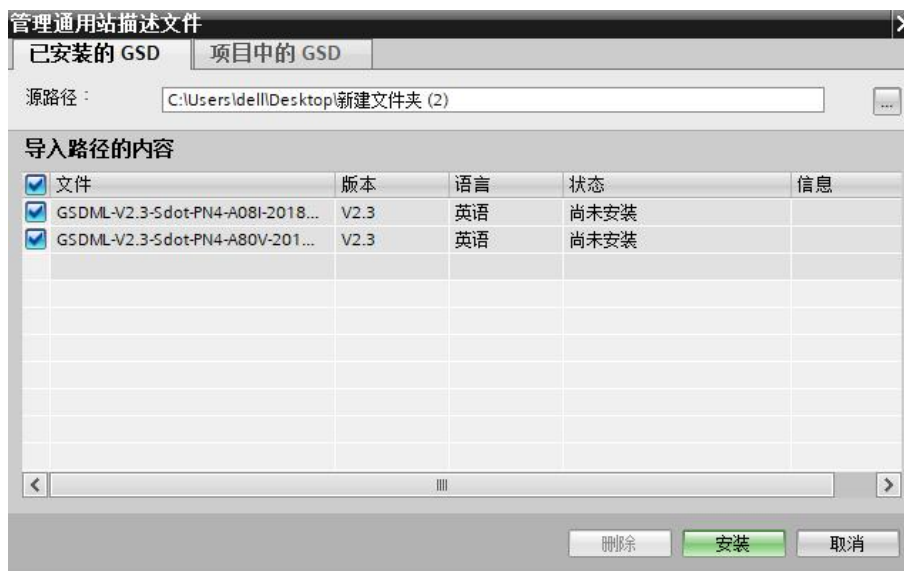 管理通用站描述文件
已安装的 GSD 项目中的 GSD
源路径: C:\Users\dell\Desktop\新建文件夹 (2) ...
导入路径的内容
文件 版本 语言 状态 信息
GSDML-V2.3-Sdot-PN4-A08I-2018... V2.3 英语 尚未安装
GSDML-V2.3-Sdot-PN4-A80V-201... V2.3 英语 尚未安装
删除 安装 取消